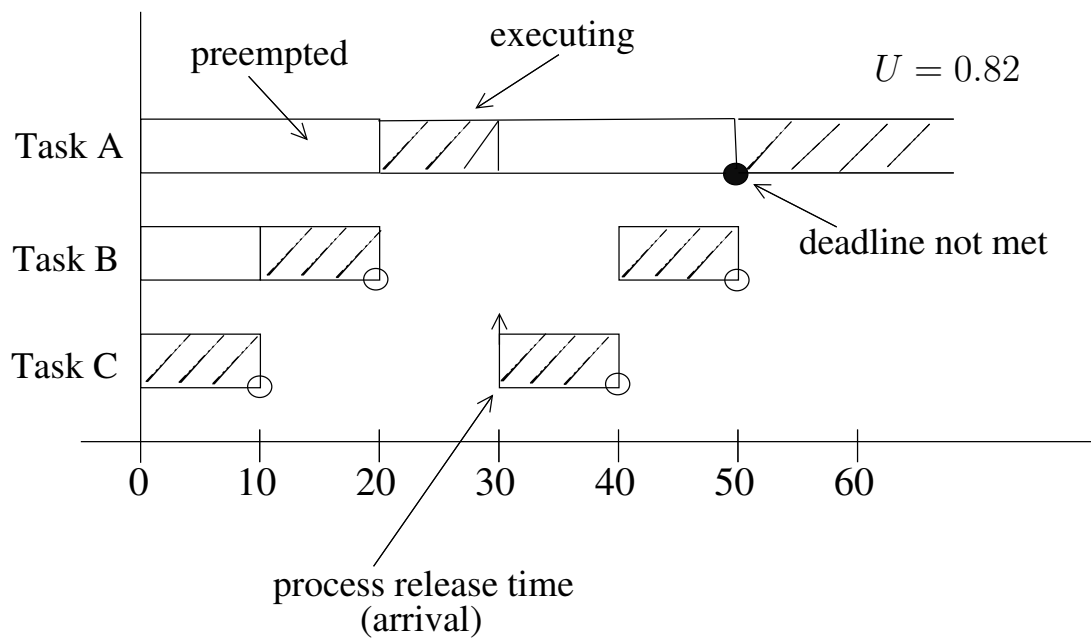 executing
preempted
U = 0.82
Task A
deadline not met
Task B
Task C
0 10 20 30 40 50 60
process release time
(arrival)